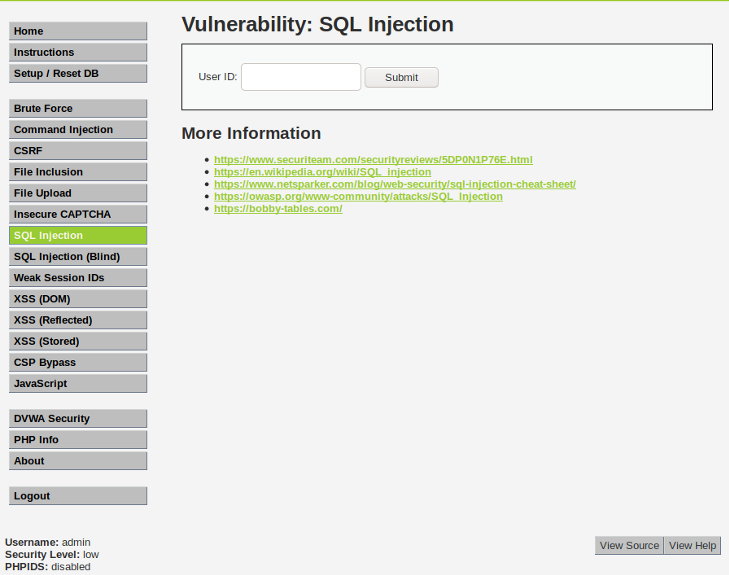 Home
Instructions
Setup / Reset DB
Brute Force
Command Injection
CSRF
File Inclusion
File Upload
Insecure CAPTCHA
SQL Injection
SQL Injection (Blind)
Weak Session IDs
XSS (DOM)
XSS (Reflected)
XSS (Stored)
CSP Bypass
JavaScript
DVWA Security
PHP Info
About
Logout
Vulnerability: SQL Injection
User ID: Submit
More Information
https://www.securiteam.com/securityreviews/5DP0N1P76E.html
https://en.wikipedia.org/wiki/SQL_injection
https://www.netsparker.com/blog/web-security/sql-injection-cheat-sheet/
https://owasp.org/www-community/attacks/SQL_Injection
https://bobby-tables.com/
Username: admin
Security Level: low
PHPIDS: disabled
View Source View Help